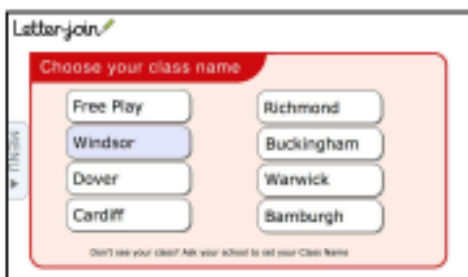 Letter-join
Choose your class name
Free Play
Windsor
Dover
Cardiff
Richmond
Buckingham
Warwick
Bamburgh
MENU
Don't see your class? Ask your school to set your Class Name